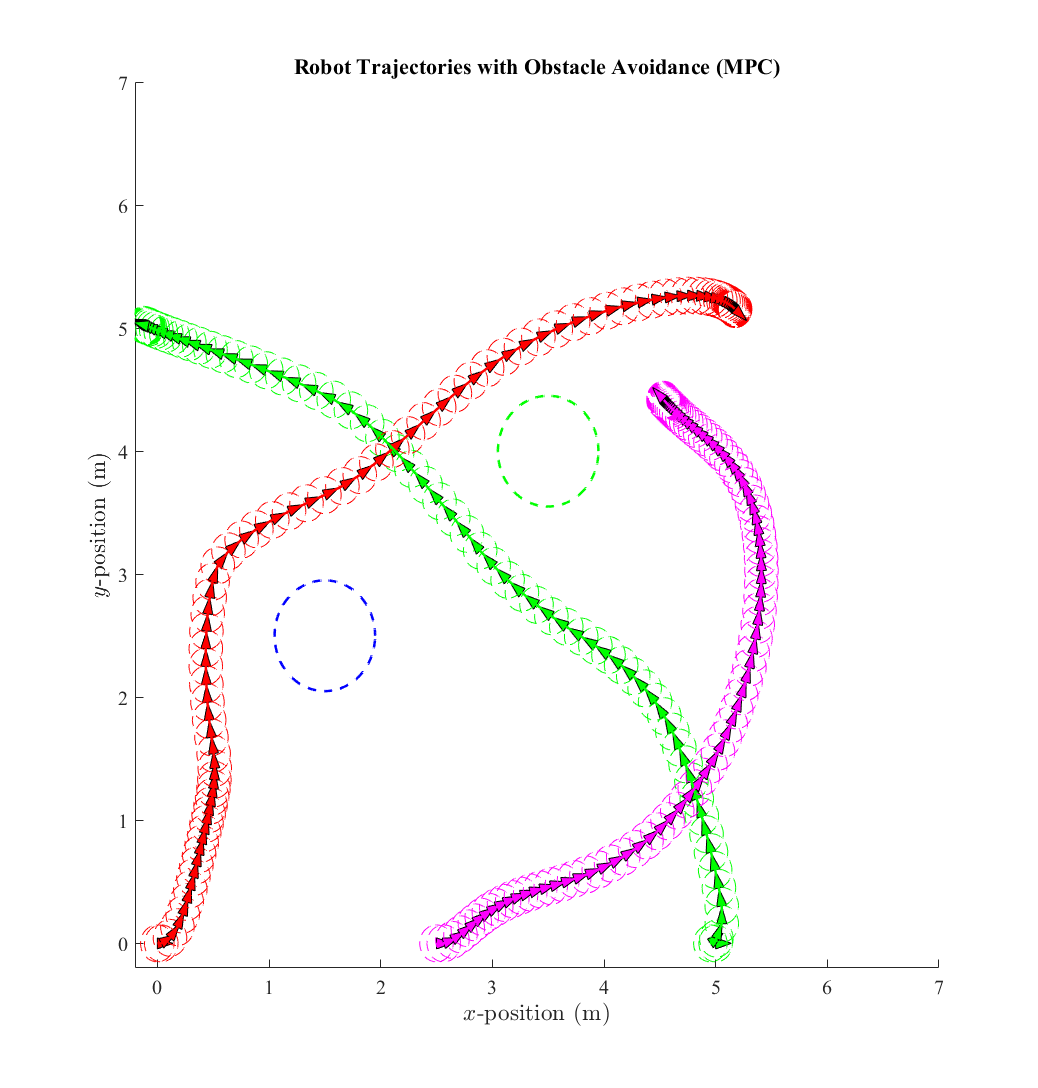 Robot Trajectories with Obstacle Avoidance (MPC)
7
6
5
4
3
2
1
0
y-position (m)
0 1 2 3 4 5 6 7
x-position (m)